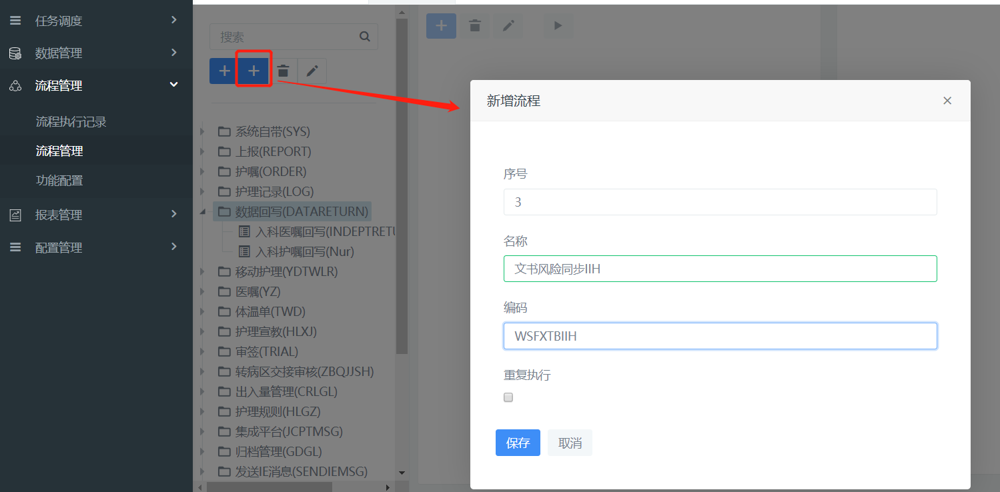 任务调度
数据管理
流程管理
流程执行记录
流程管理
功能配置
报表管理
配置管理
搜索
系统自带(SYS)
上报(REPORT)
护嘱(ORDER)
护理记录(LOG)
数据回写(DATARETURN)
入科医嘱回写(INDEPTRETU
入科护嘱回写(Nur)
移动护理(YDTWLR)
医嘱(YZ)
体温单(TWD)
护理宣教(HLXJ)
审签(TRIAL)
转病区交接审核(ZBQJJSH)
出入量管理(CRLGL)
护理规则(HLGZ)
集成平台(JCPTMSG)
归档管理(GDGL)
发送IE消息(SENDIEMSG)
新增流程
序号
3
名称
文书风险同步IIH
编码
WSFXTBIIH
重复执行
保存
取消